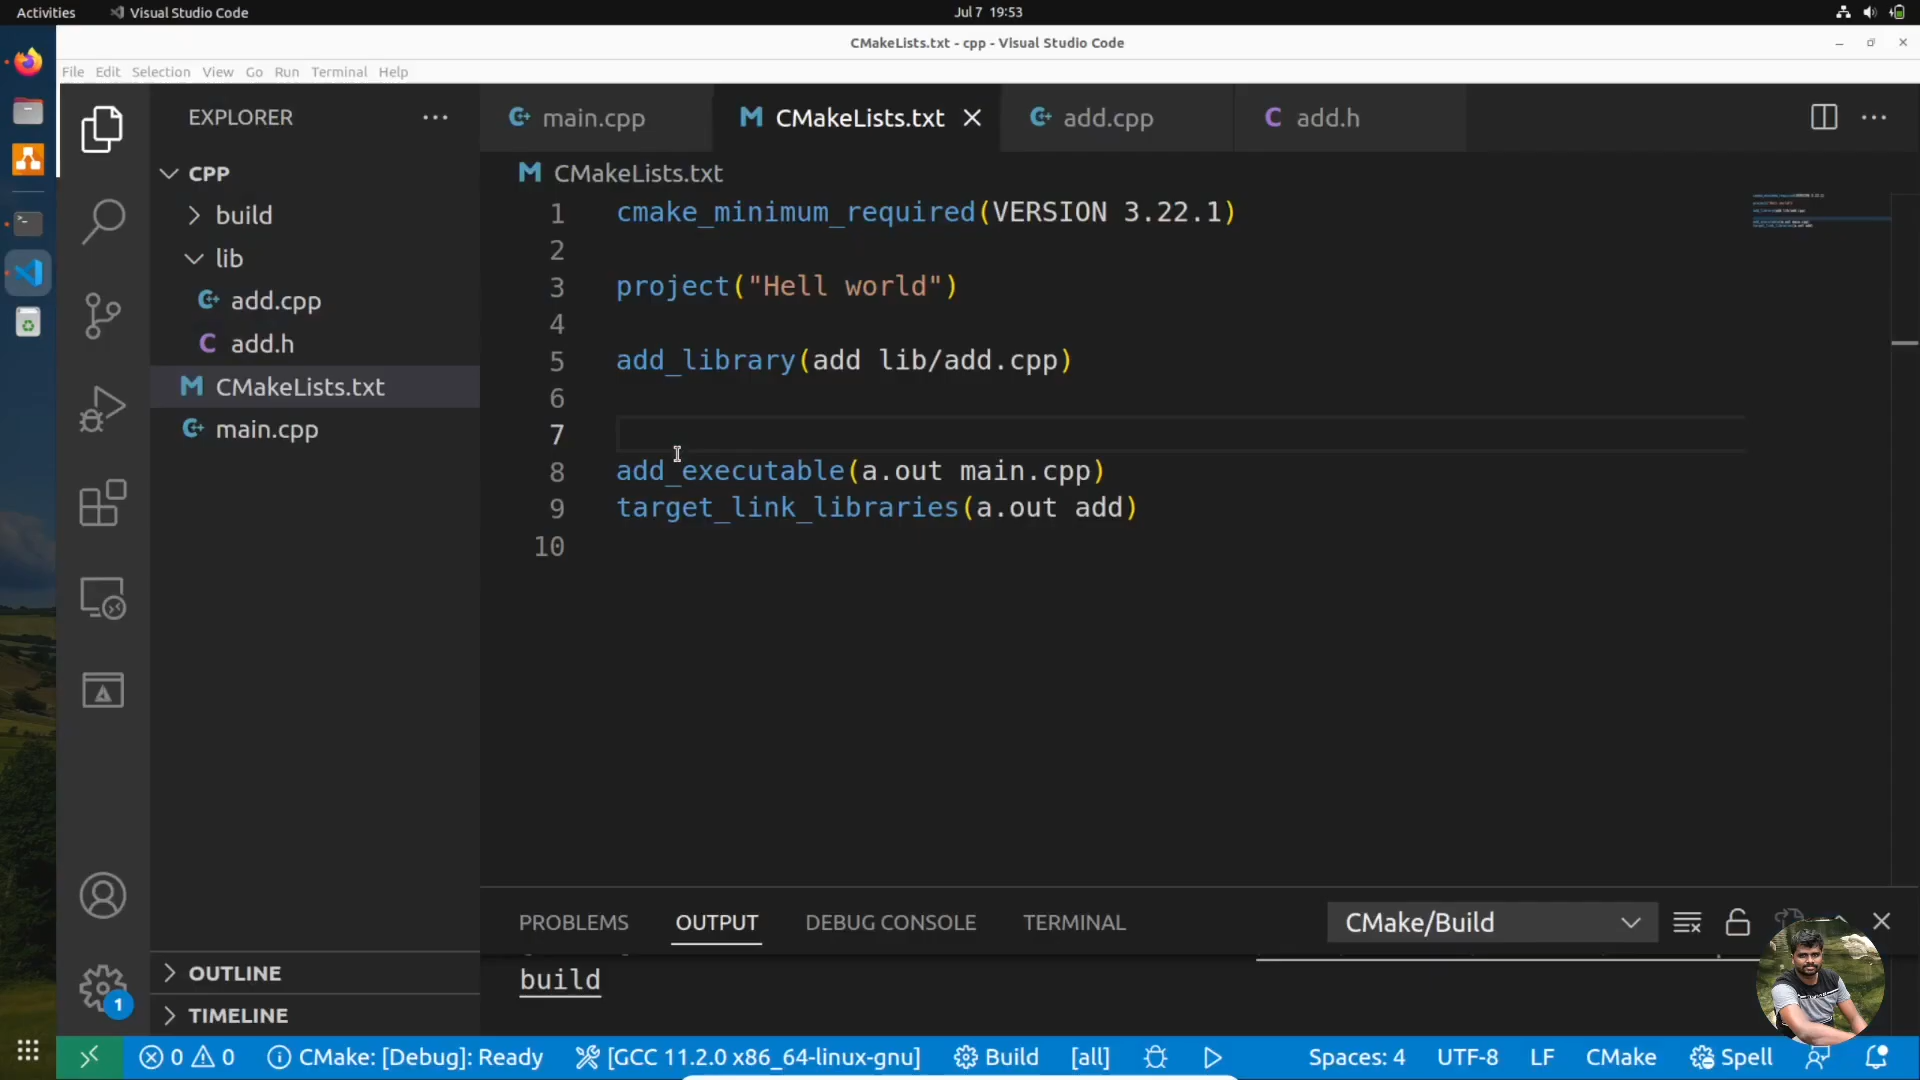 Activities Visual Studio Code Jul 7 19:53
CMakeLists.txt - cpp - Visual Studio Code
File Edit Selection View Go Run Terminal Help
EXPLORER
CPP
build
lib
add.cpp
add.h
CMakeLists.txt
main.cpp
OUTLINE
TIMELINE
main.cpp CMakeLists.txt add.cpp add.h
CMakeLists.txt
1 cmake_minimum_required(VERSION 3.22.1)
2
3 project("Hell world")
4
5 add_library(add lib/add.cpp)
6
7
8 add_executable(a.out main.cpp)
9 target_link_libraries(a.out add)
10
PROBLEMS OUTPUT DEBUG CONSOLE TERMINAL CMake/Build
build
1
0 0 CMake: [Debug]: Ready [GCC 11.2.0 x86_64-linux-gnu] Build [all] Spaces: 4 UTF-8 LF CMake Spell